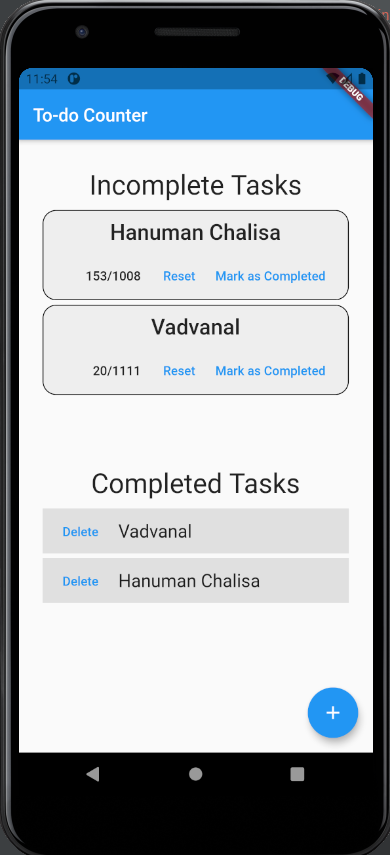 11:54
DEBUG
To-do Counter
Incomplete Tasks
Hanuman Chalisa
153/1008 Reset Mark as Completed
Vadvanal
20/1111 Reset Mark as Completed
Completed Tasks
Delete Vadvanal
Delete Hanuman Chalisa
+